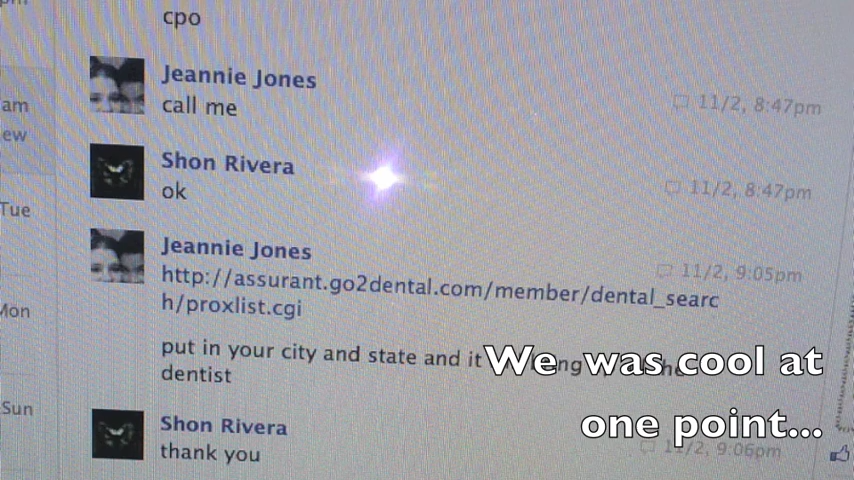 cpo
Jeannie Jones
call me
11/2, 8:47pm
am
ew
Shon Rivera
ok
11/2, 8:47pm
Tue
Jeannie Jones
11/2, 9:05pm
http://assurant.go2dental.com/member/dental_searc
h/proxlist.cgi
Mon
put in your city and state and it
dentist
We was cool at
one point...
Sun
Shon Rivera
thank you
11/2, 9:06pm